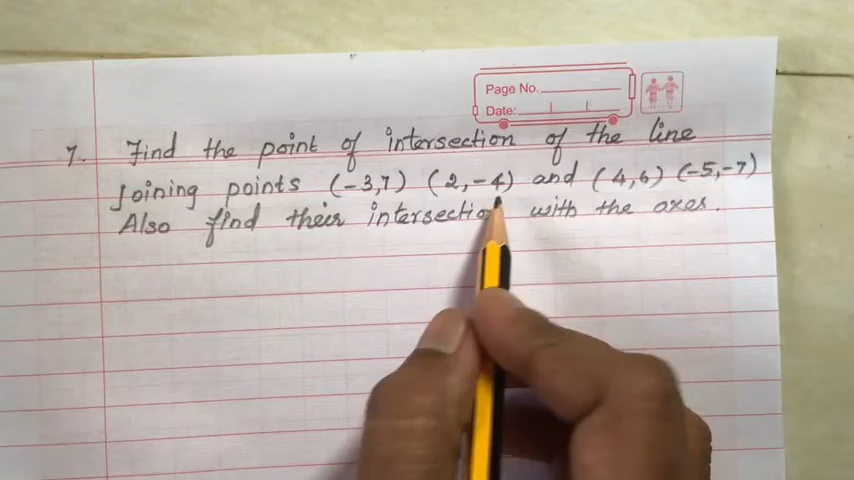 Page No.
Date:
7. Find the point of intersection of the line
Joining points (-3,7) (2,-4) and (4,6) (-5,-7)
Also find their intersection with the axes.